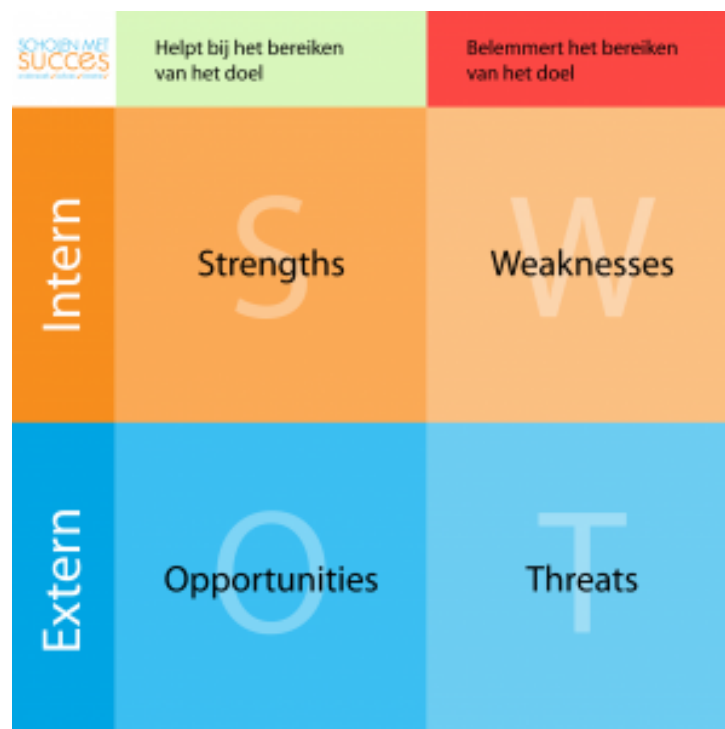 SCHOLEN MET
succes
Helpt bij het bereiken
van het doel
Belemmert het bereiken
van het doel
Intern
S
Strengths
W
Weaknesses
Extern
O
Opportunities
T
Threats